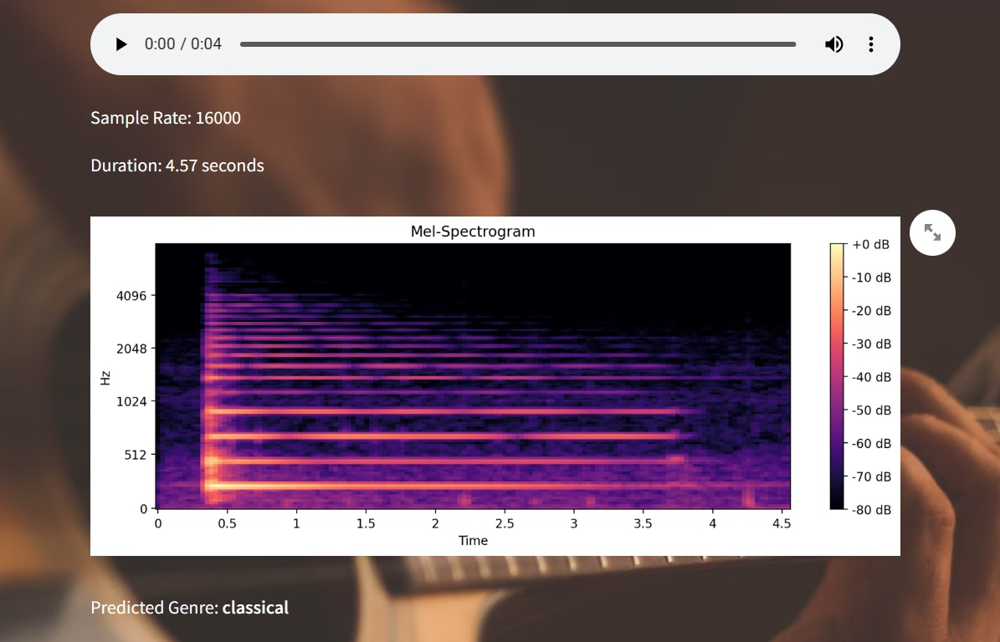 0:00 / 0:04
Sample Rate: 16000
Duration: 4.57 seconds
Mel-Spectrogram
+0 dB
-10 dB
-20 dB
-30 dB
-40 dB
-50 dB
-60 dB
-70 dB
-80 dB
4096
2048
1024
512
0
Hz
0 0.5 1 1.5 2 2.5 3 3.5 4 4.5
Time
Predicted Genre: classical